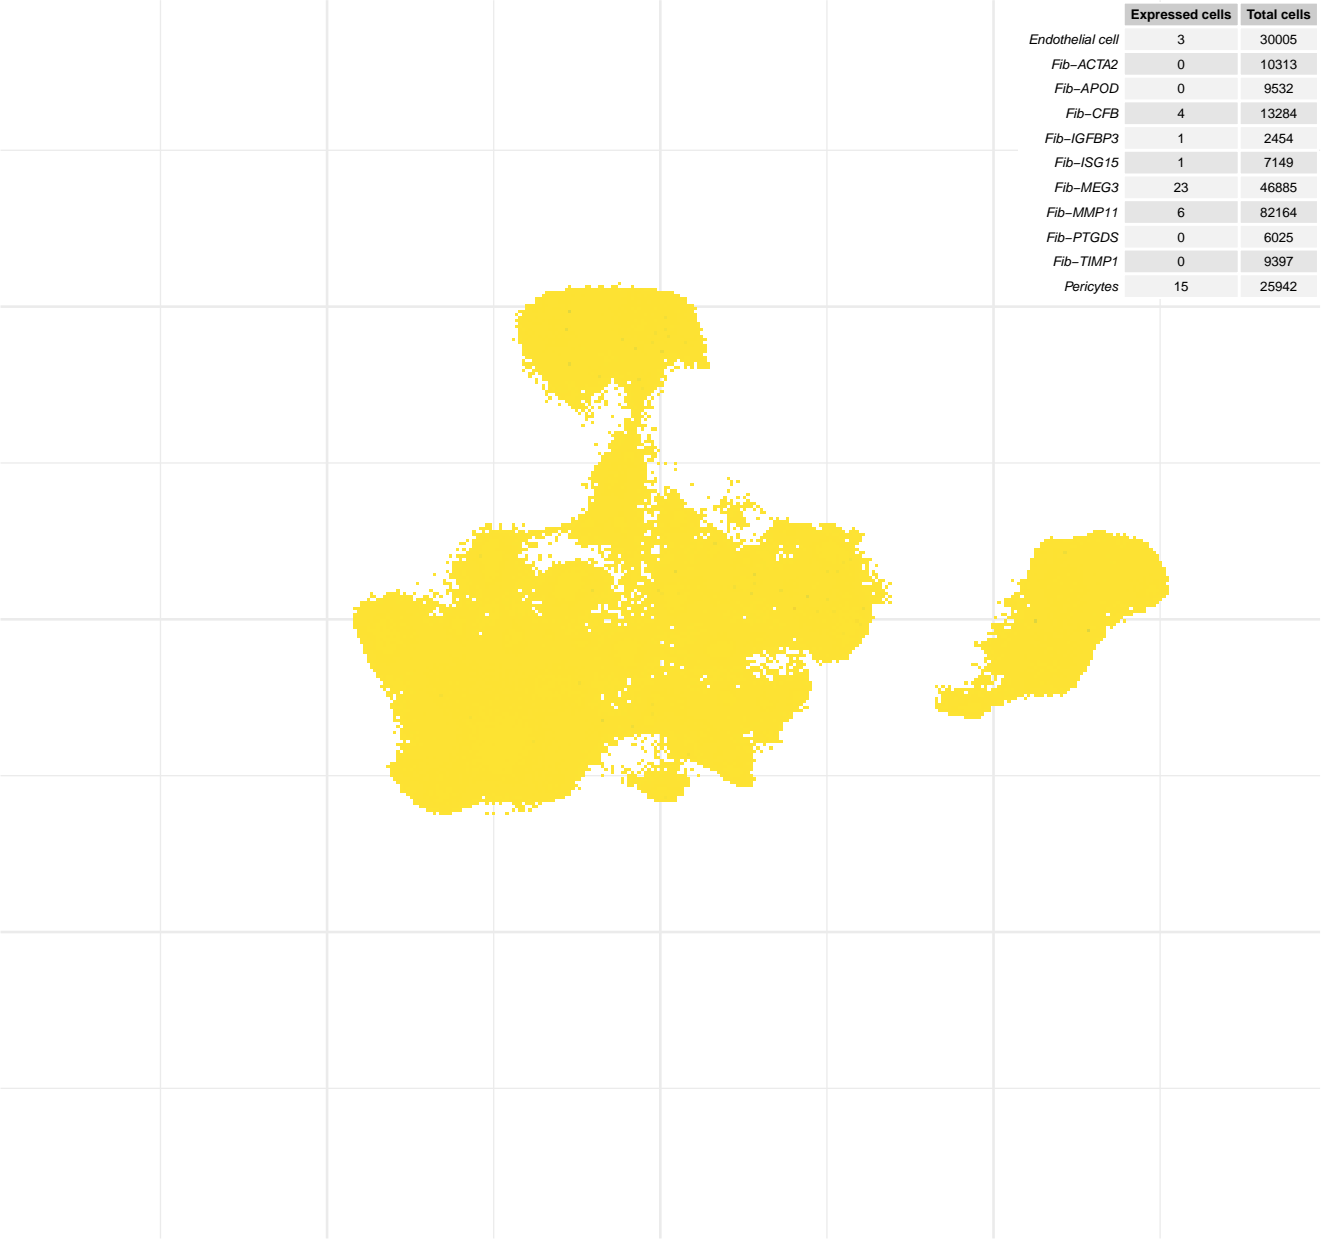 Expressed cells Total cells
Endothelial cell 3 30005
Fib−ACTA2 0 10313
Fib−APOD 0 9532
Fib−CFB 4 13284
Fib−IGFBP3 1 2454
Fib−ISG15 1 7149
Fib−MEG3 23 46885
Fib−MMP11 6 82164
Fib−PTGDS 0 6025
Fib−TIMP1 0 9397
Pericytes 15 25942